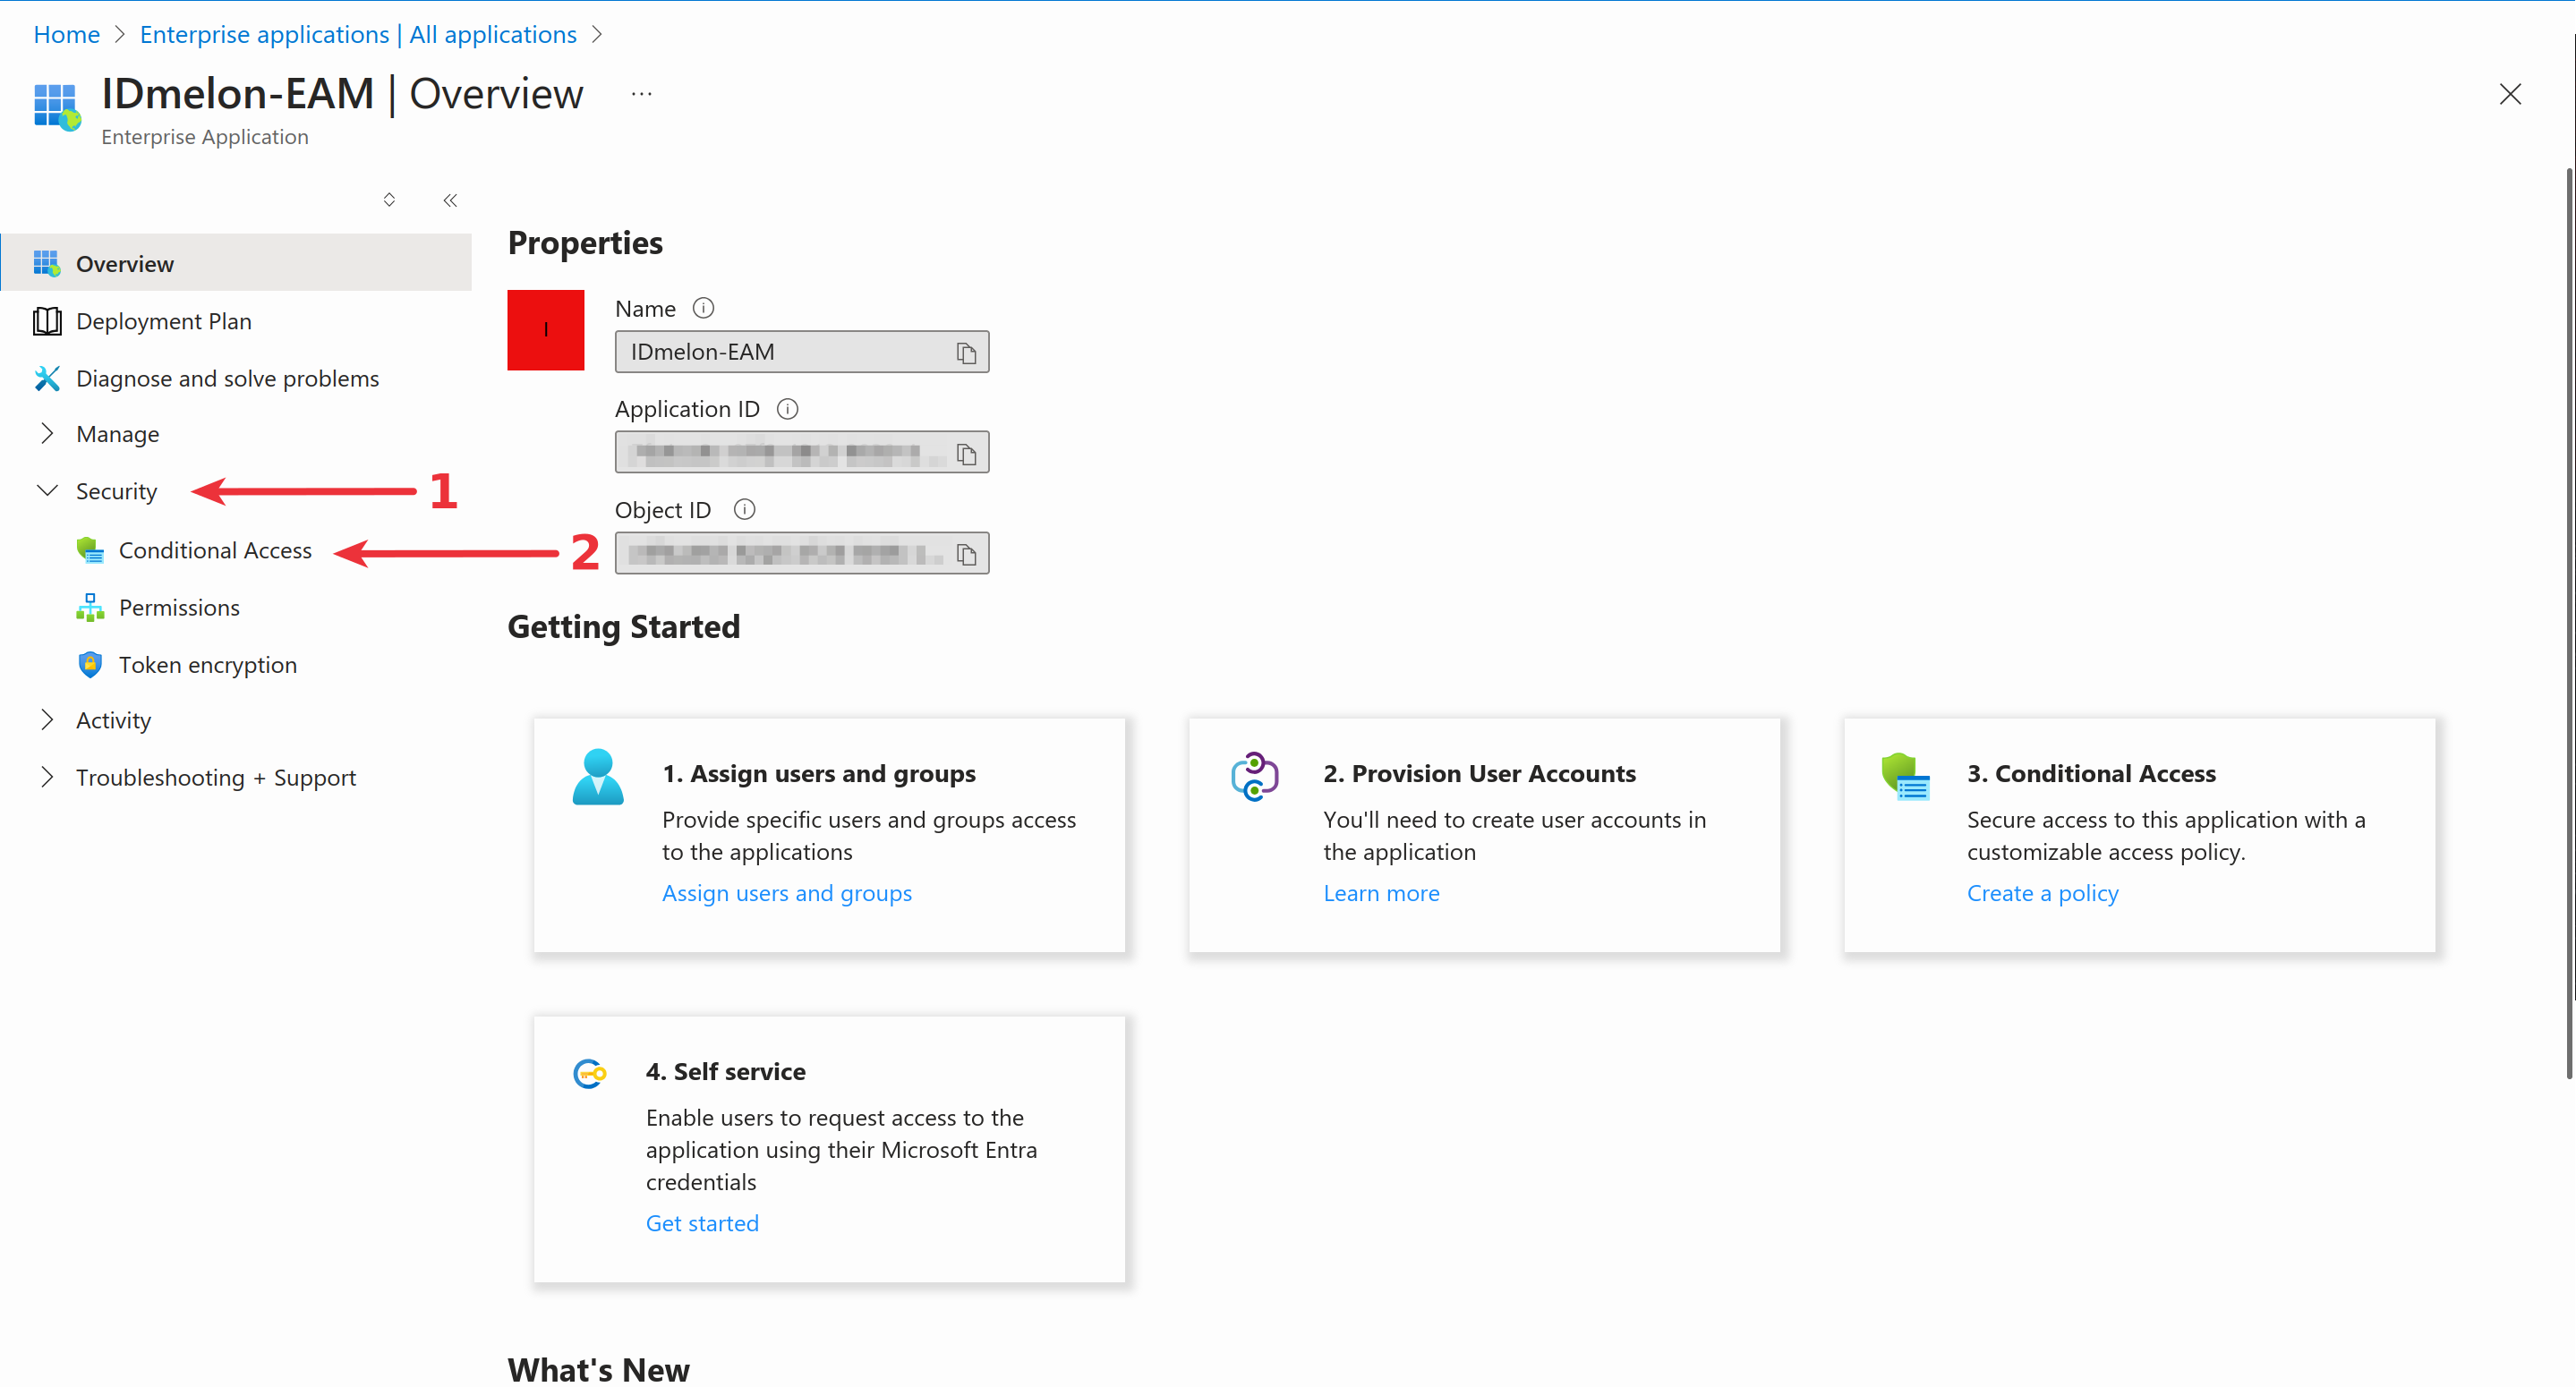 Home > Enterprise applications | All applications >
IDmelon-EAM | Overview ...
Enterprise Application
Overview
Deployment Plan
Diagnose and solve problems
Manage
Security
1
Conditional Access
2
Permissions
Token encryption
Activity
Troubleshooting + Support
Properties
I
Name
IDmelon-EAM
Application ID
Object ID
Getting Started
1. Assign users and groups
Provide specific users and groups access
to the applications
Assign users and groups
2. Provision User Accounts
You'll need to create user accounts in
the application
Learn more
3. Conditional Access
Secure access to this application with a
customizable access policy.
Create a policy
4. Self service
Enable users to request access to the
application using their Microsoft Entra
credentials
Get started
What's New